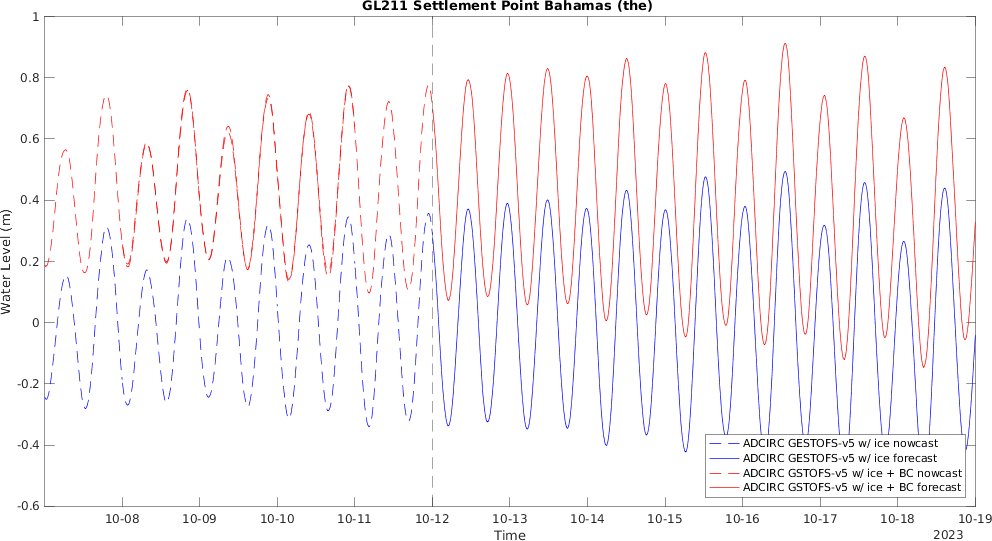 GL211 Settlement Point Bahamas (the)
1
0.8
0.6
0.4
0.2
0
-0.2
-0.4
-0.6
Water Level (m)
ADCIRC GESTOFS-v5 w/ ice nowcast
ADCIRC GESTOFS-v5 w/ ice forecast
ADCIRC GSTOFS-v5 w/ ice + BC nowcast
ADCIRC GSTOFS-v5 w/ ice + BC forecast
10-08 10-09 10-10 10-11 10-12 10-13 10-14 10-15 10-16 10-17 10-18 10-19
Time
2023